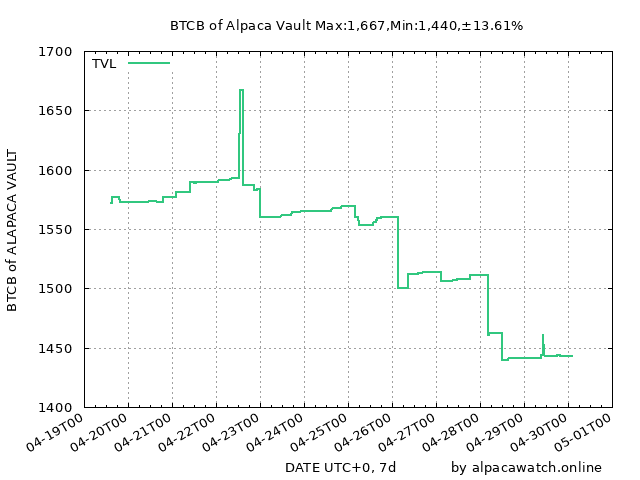 BTCB of Alpaca Vault Max:1,667,Min:1,440,±13.61%
TVL
BTCB of ALAPACA VAULT
1700
1650
1600
1550
1500
1450
1400
04-19T00
04-20T00
04-21T00
04-22T00
04-23T00
04-24T00
04-25T00
04-26T00
04-27T00
04-28T00
04-29T00
04-30T00
05-01T00
DATE UTC+0, 7d
by alpacawatch.online